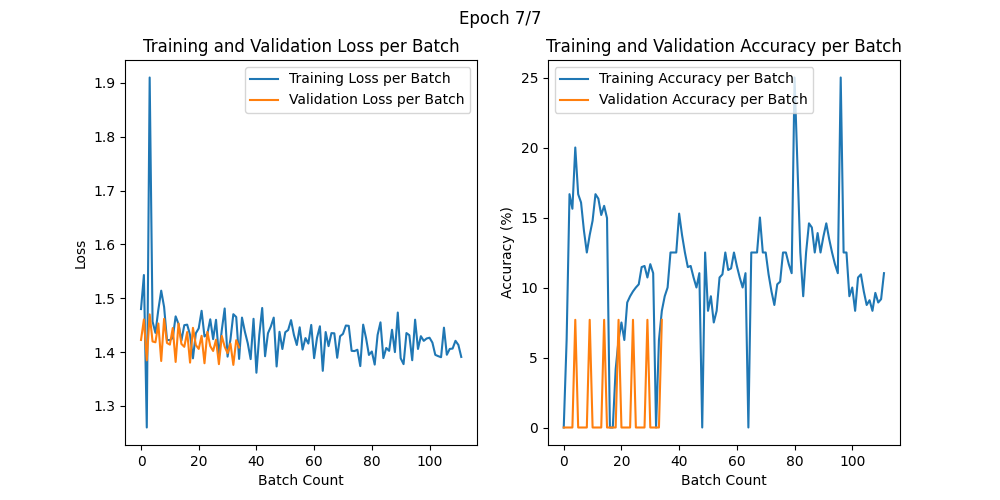 Epoch 7/7
Training and Validation Loss per Batch
Training Loss per Batch
Validation Loss per Batch
1.9
1.8
1.7
1.6
1.5
1.4
1.3
Loss
0 20 40 60 80 100
Batch Count
Training and Validation Accuracy per Batch
Training Accuracy per Batch
Validation Accuracy per Batch
25
20
15
10
5
0
Accuracy (%)
0 20 40 60 80 100
Batch Count